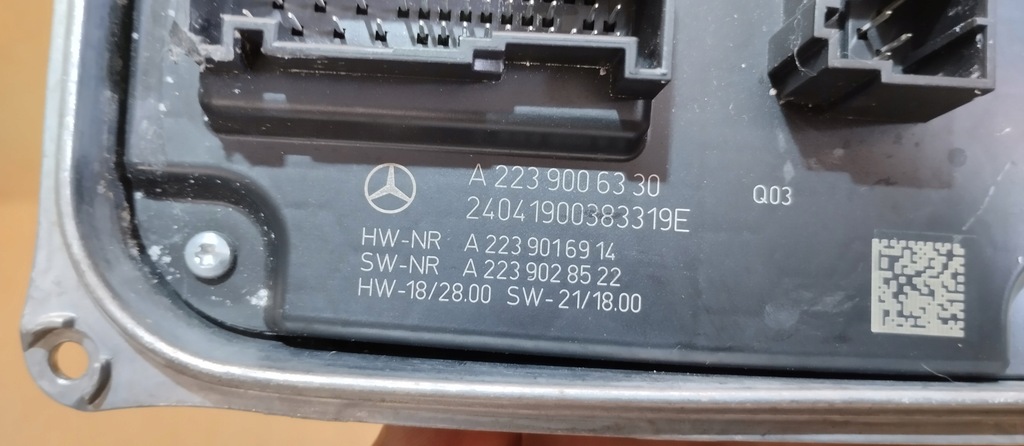 A 223 900 63 30
24041900383319E
Q03
HW-NR A 223 901 69 14
SW-NR A 223 902 85 22
HW-18/28.00 SW-21/18.00